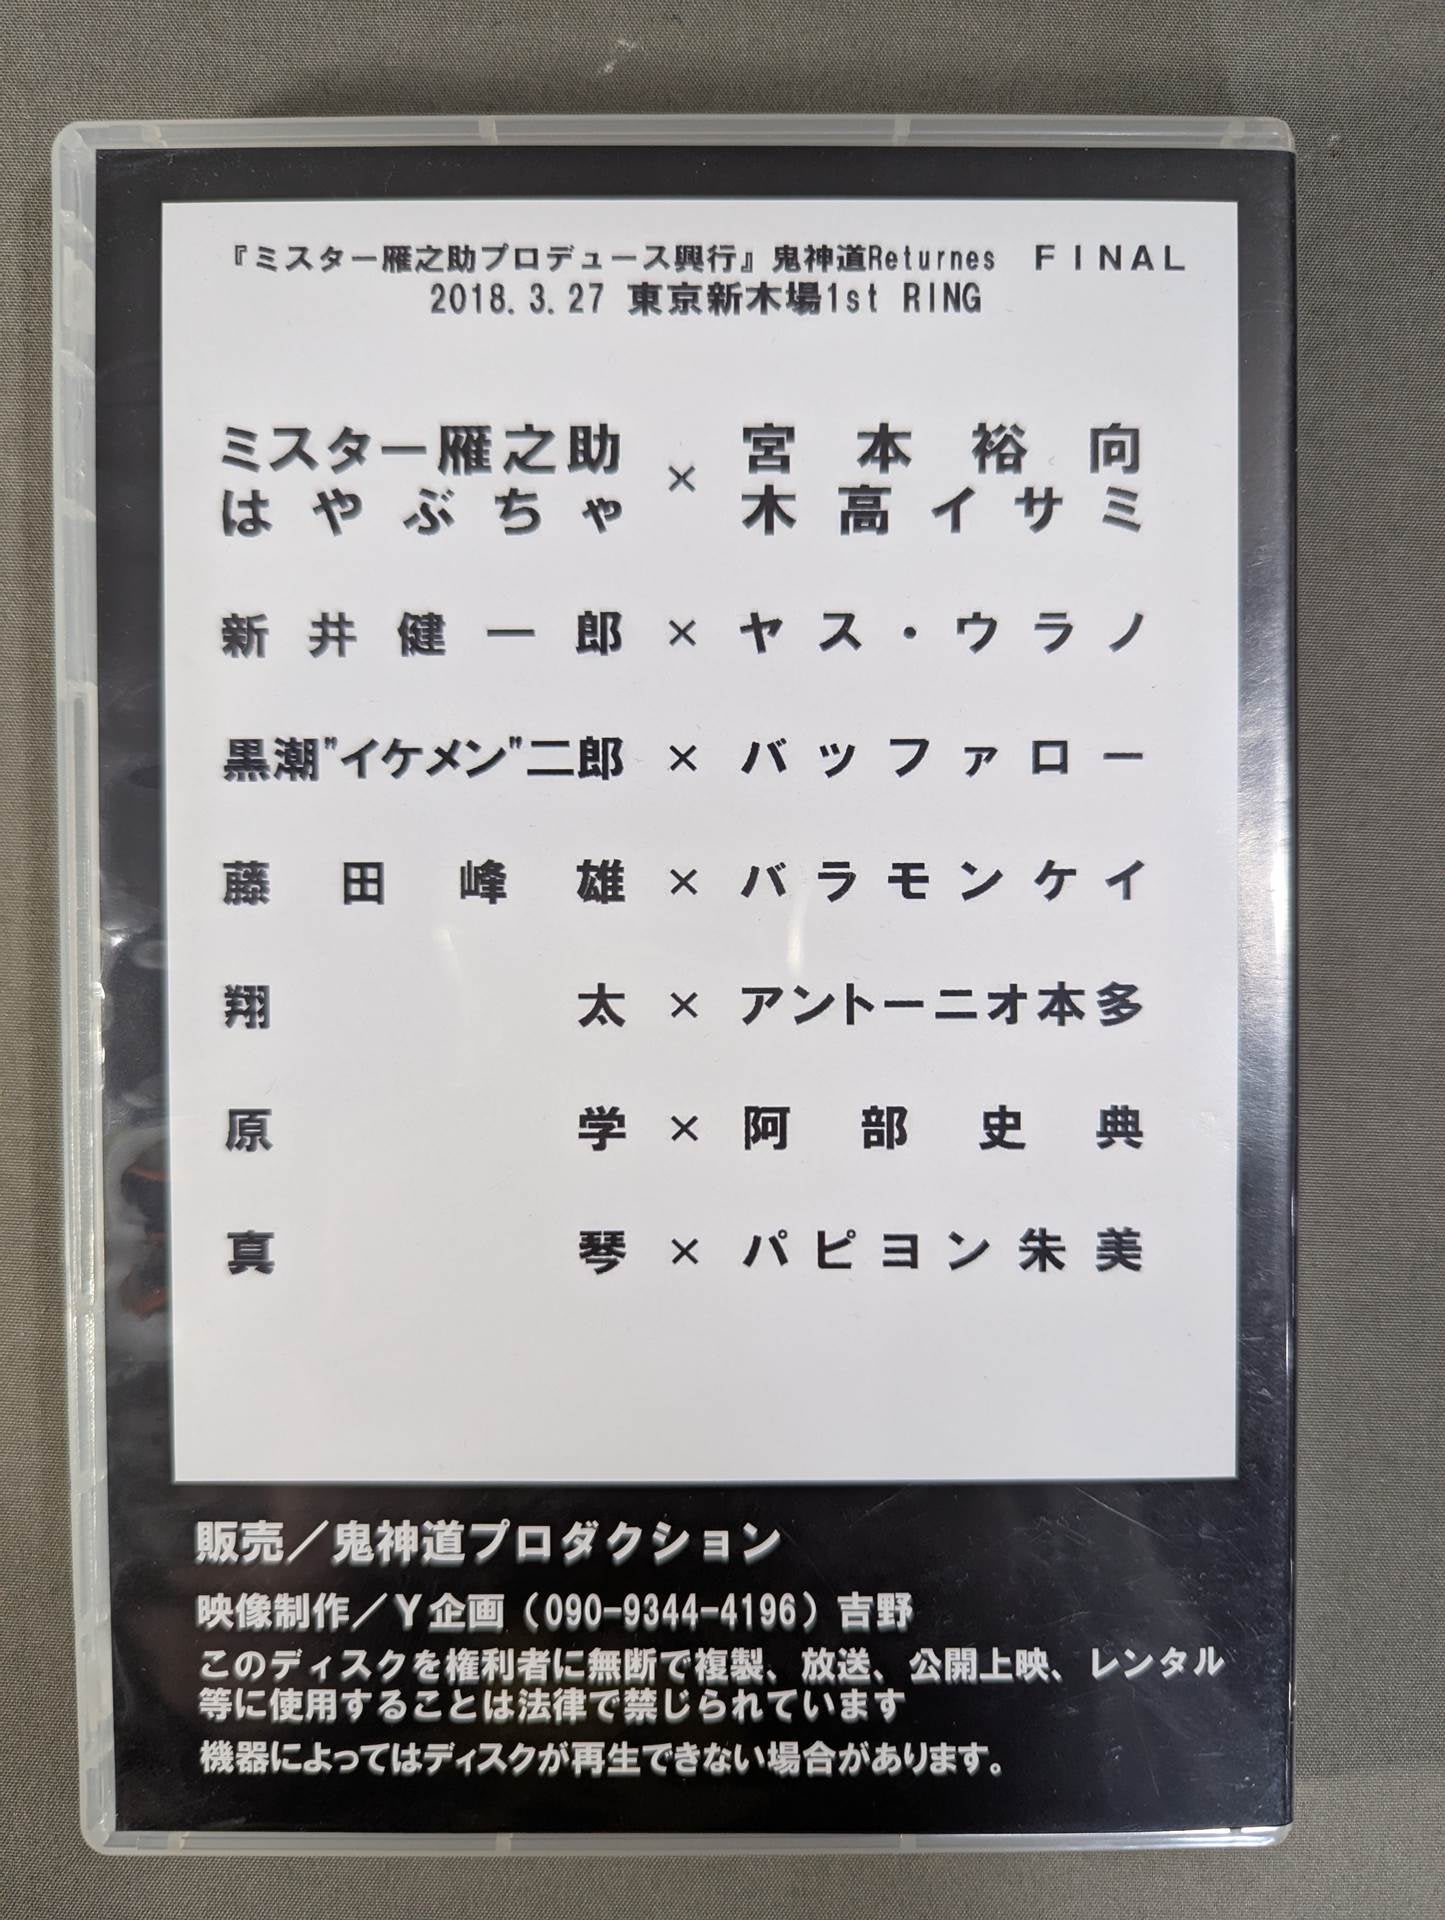 『ミスター雁之助プロデュース興行』鬼神道Returnes FINAL
2018.3.27 東京新木場1st RING
ミスター雁之助 × 宮本裕向
はやぶちゃ 木高イサミ
新井健一郎 × ヤス・ウラノ
黒潮"イケメン"二郎 × バッファロー
藤田峰雄 × バラモンケイ
翔太 × アントーニオ本多
原学 × 阿部史典
真琴 × パピヨン朱美
販売／鬼神道プロダクション
映像制作／Y企画（090-9344-4196）吉野
このディスクを権利者に無断で複製、放送、公開上映、レンタル
等に使用することは法律で禁じられています
機器によってはディスクが再生できない場合があります。